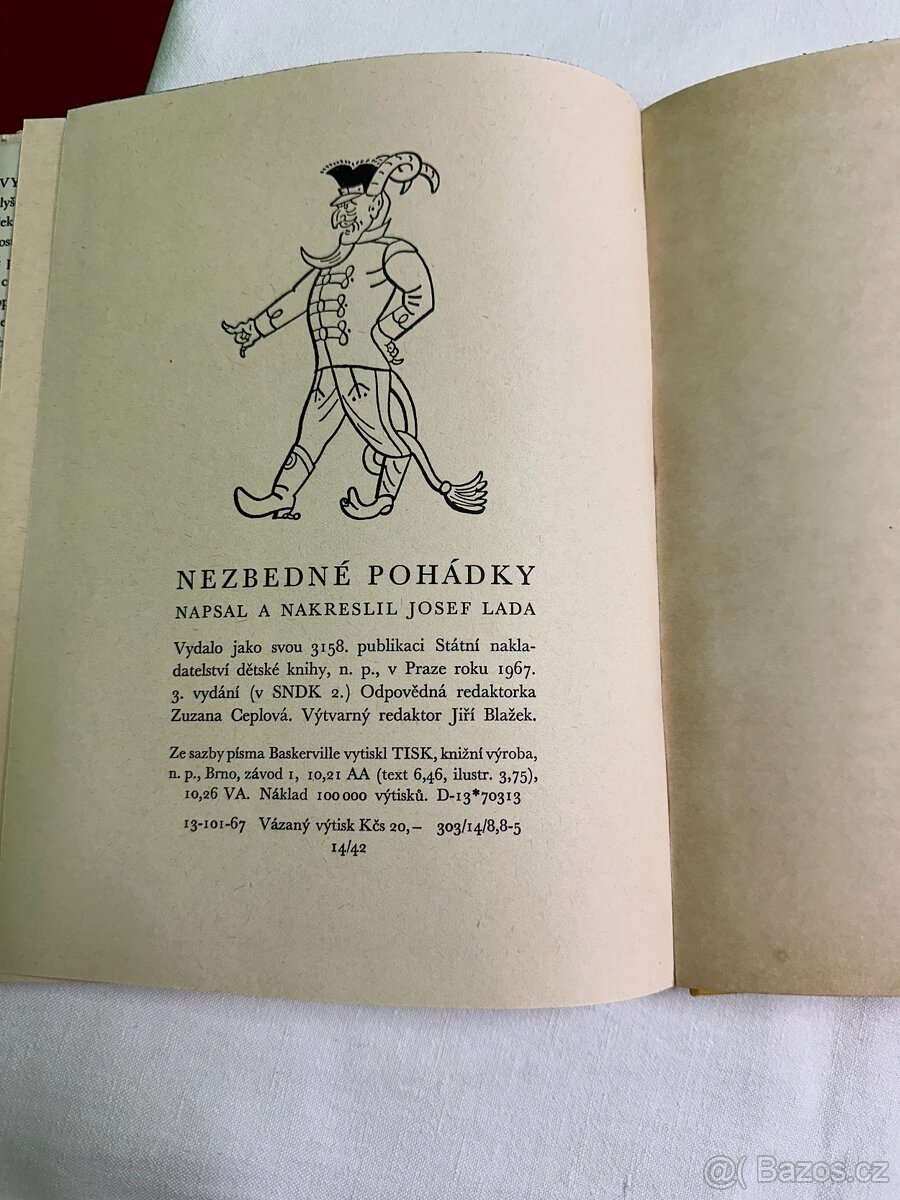 NEZBEDNÉ POHÁDKY
NAPSAL A NAKRESLIL JOSEF LADA
Vydalo jako svou 3158. publikaci Státní nakla-
datelství dětské knihy, n. p., v Praze roku 1967.
3. vydání (v SNDK 2.) Odpovědná redaktorka
Zuzana Ceplová. Výtvarný redaktor Jiří Blažek.
Ze sazby písma Baskerville vytiskl TISK, knižní výroba,
n. p., Brno, závod 1, 10,21 AA (text 6,46, ilustr. 3,75),
10,26 VA. Náklad 100 000 výtisků. D-13*70313
13-101-67 Vázaný výtisk Kčs 20,– 303/14/8,8-5
14/42
@( Bazos.cz